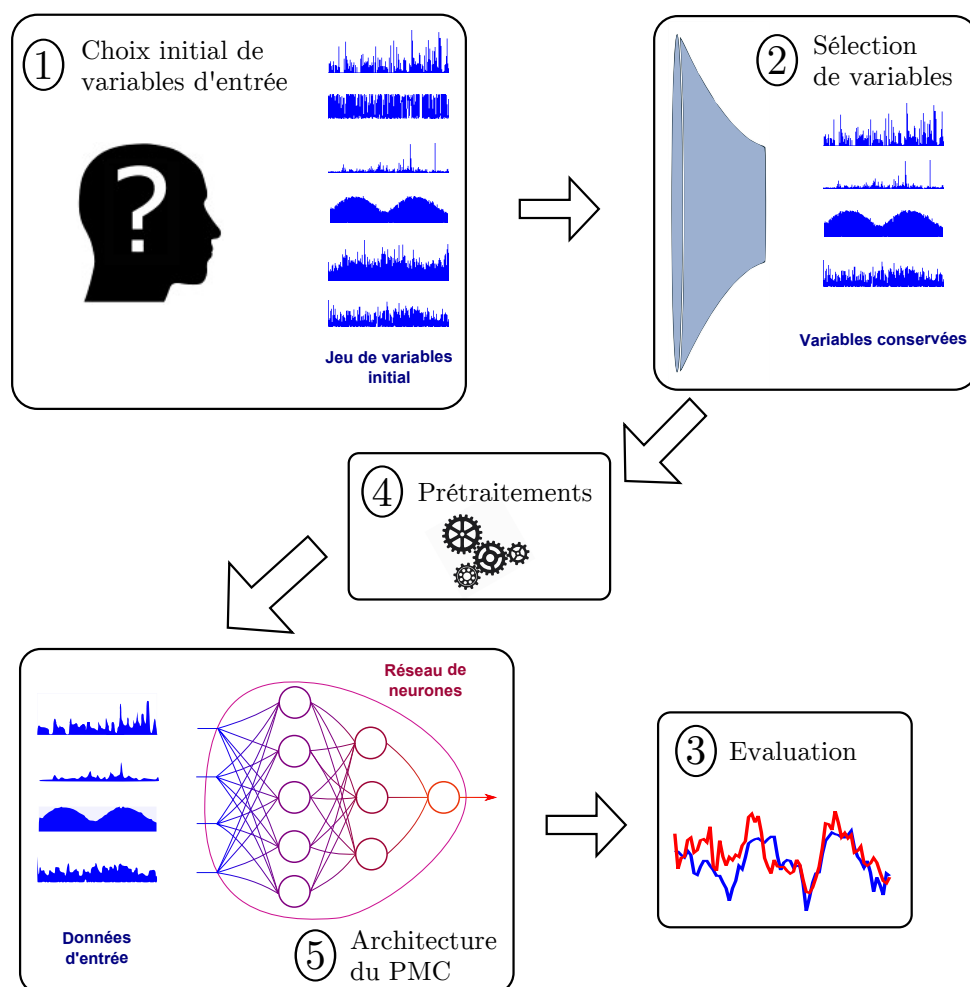 1 Choix initial de
variables d'entrée
?
Jeu de variables
initial
2 Sélection
de variables
Variables conservées
4 Prétraitements
Réseau de
neurones
Données
d'entrée
5 Architecture
du PMC
3 Evaluation